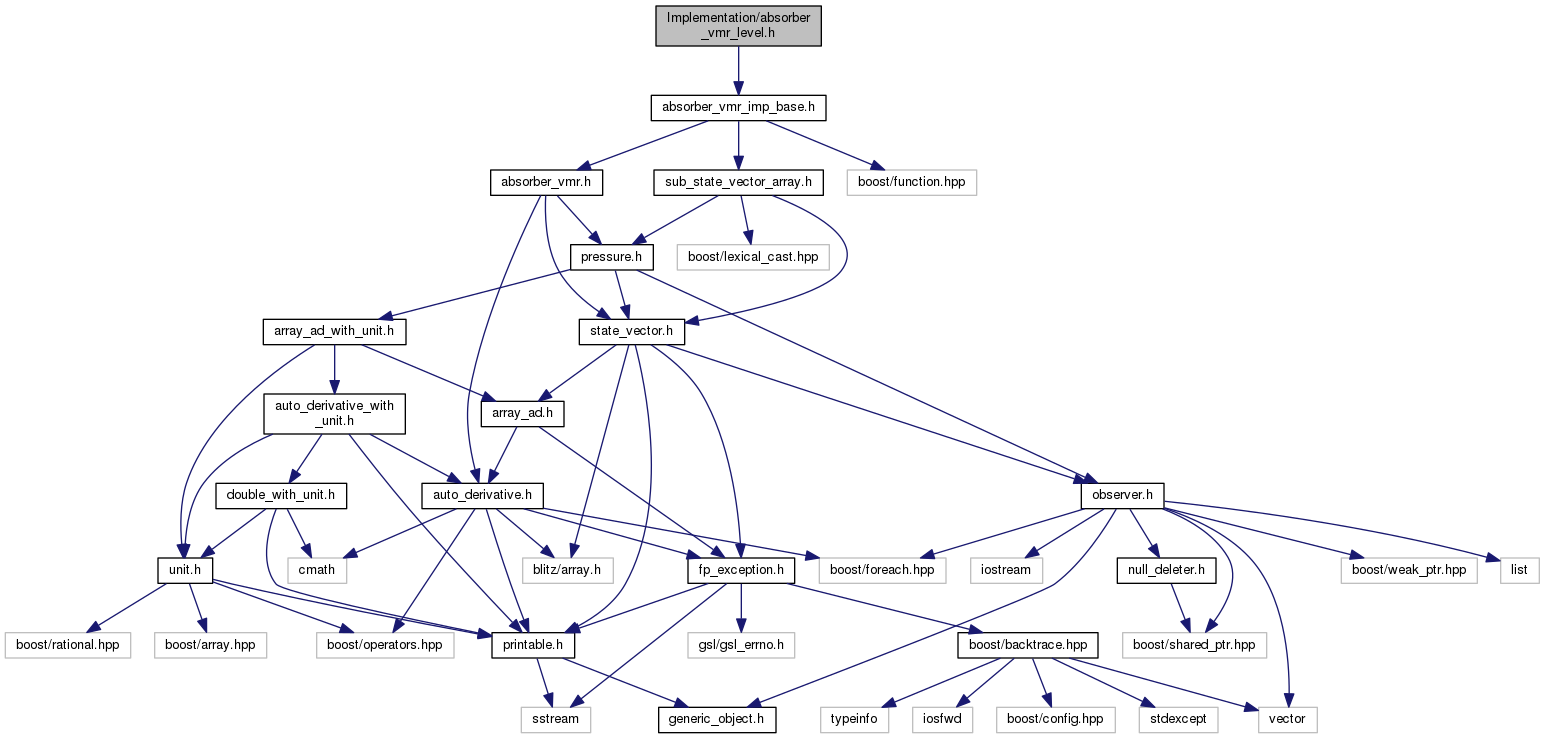 Implementation/absorber
_vmr_level.h
absorber_vmr_imp_base.h
absorber_vmr.h
sub_state_vector_array.h
boost/function.hpp
pressure.h
boost/lexical_cast.hpp
array_ad_with_unit.h
state_vector.h
auto_derivative_with
_unit.h
array_ad.h
double_with_unit.h
auto_derivative.h
observer.h
unit.h
cmath
blitz/array.h
fp_exception.h
boost/foreach.hpp
iostream
null_deleter.h
boost/weak_ptr.hpp
list
boost/rational.hpp
boost/array.hpp
boost/operators.hpp
printable.h
gsl/gsl_errno.h
boost/backtrace.hpp
boost/shared_ptr.hpp
sstream
generic_object.h
typeinfo
iosfwd
boost/config.hpp
stdexcept
vector